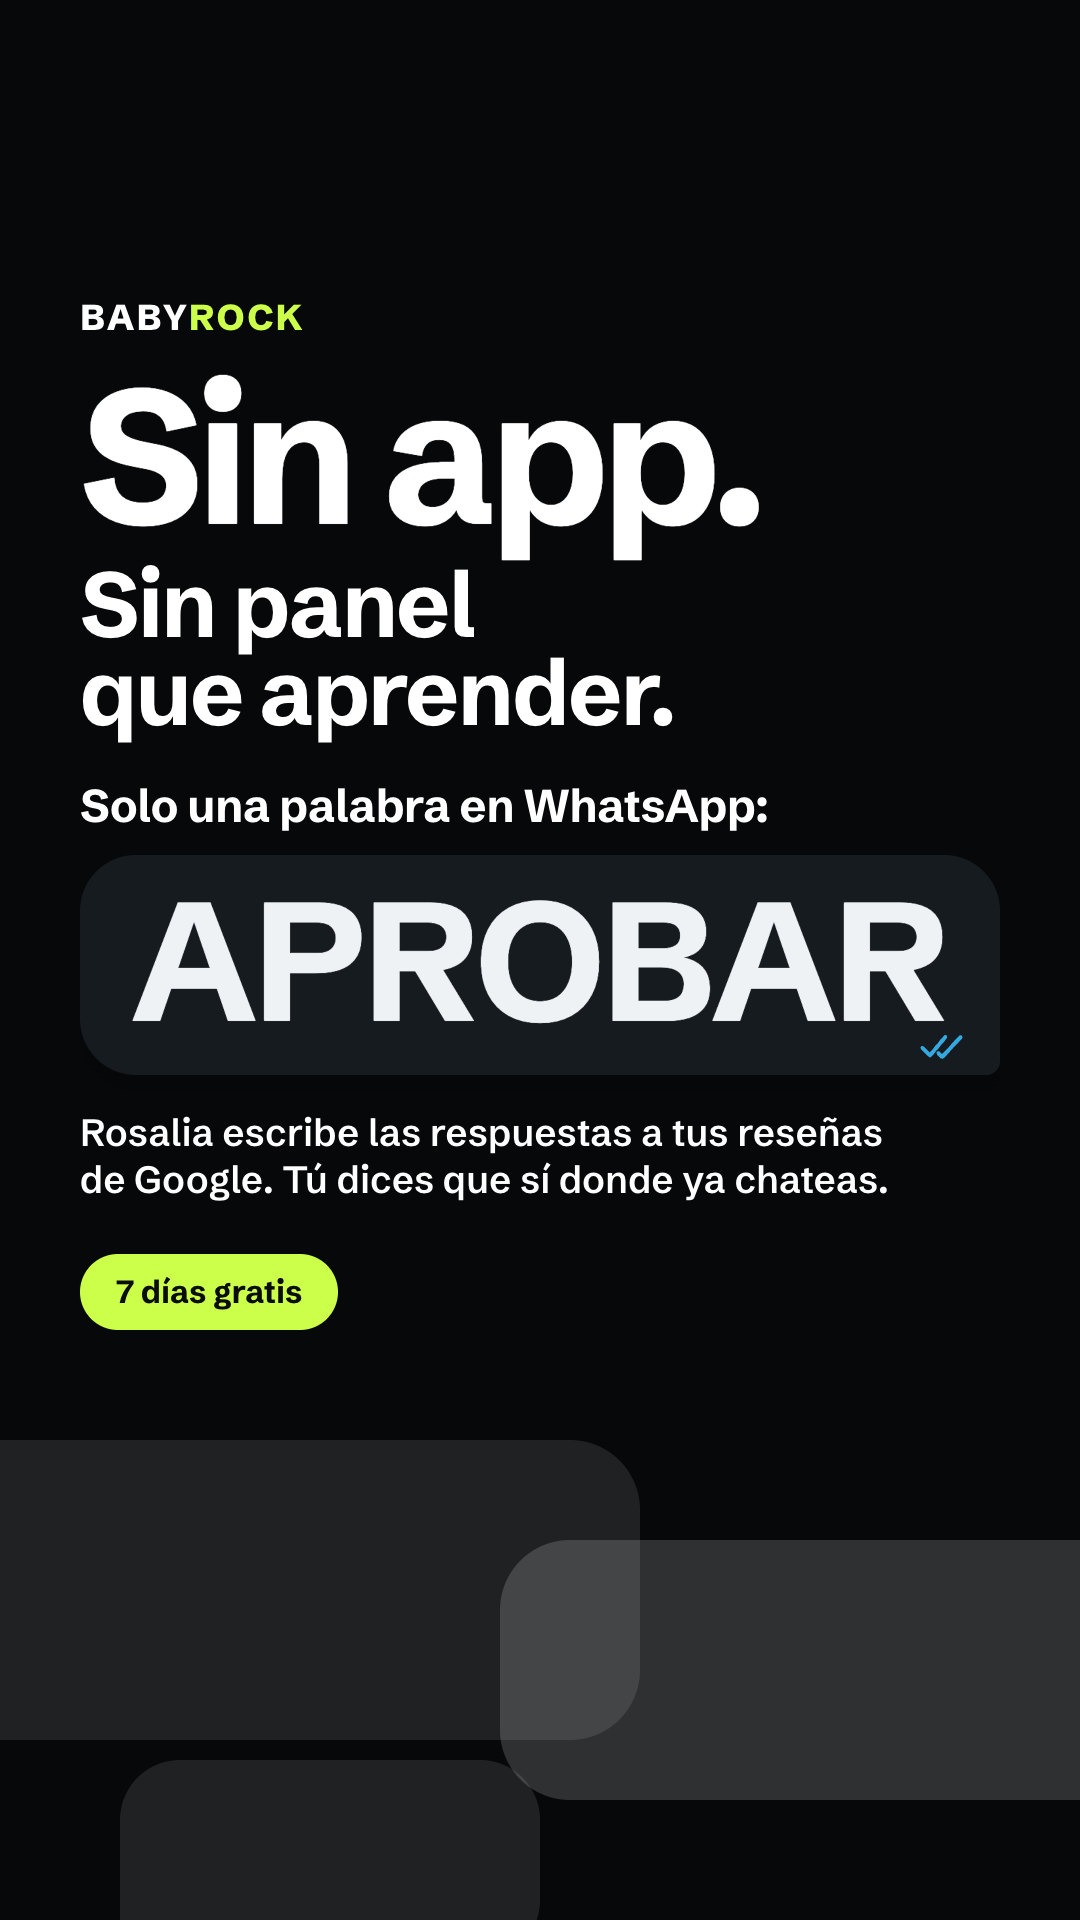 BABYROCK
Sin app.
Sin panel
que aprender.
Solo una palabra en WhatsApp:
APROBAR
Rosalia escribe las respuestas a tus reseñas
de Google. Tú dices que sí donde ya chateas.
7 días gratis